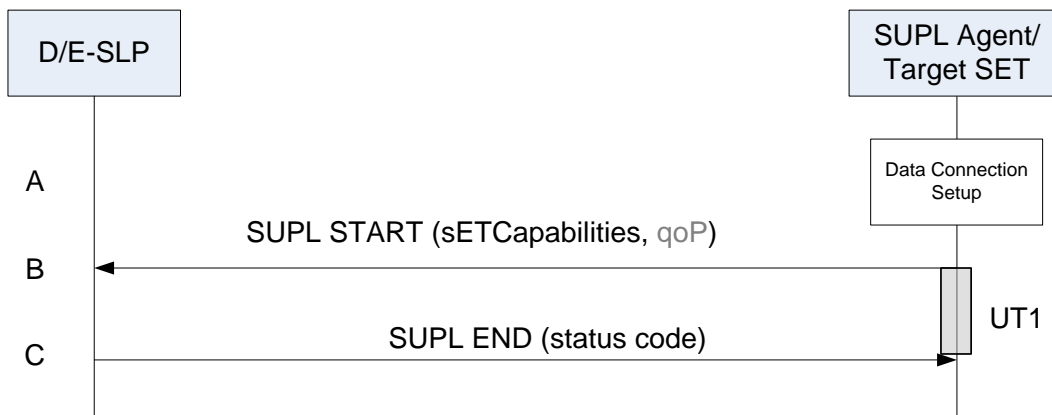 D/E-SLP
SUPL Agent/
Target SET
A
Data Connection
Setup
SUPL START (sETCapabilities, qoP)
B
UT1
SUPL END (status code)
C